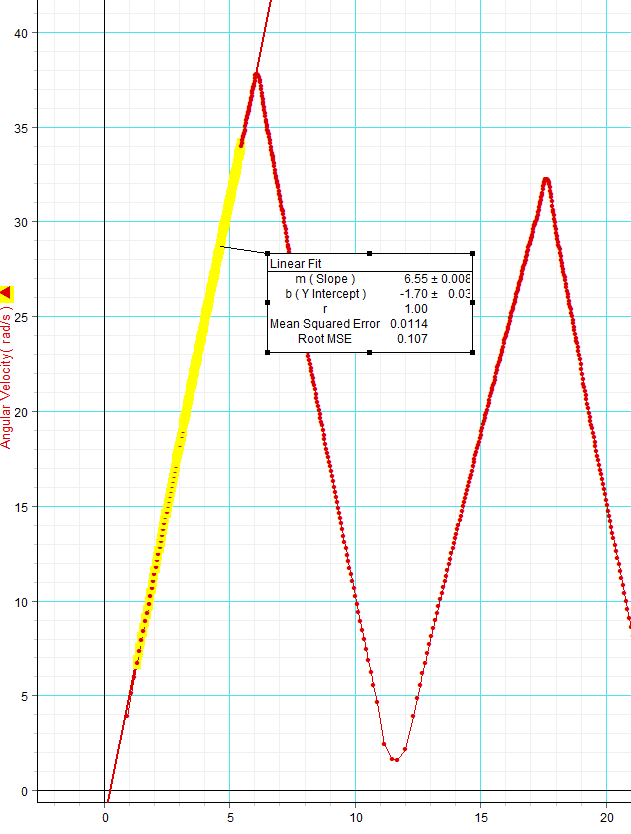 40
35
30
25
20
15
10
5
0
Angular Velocity( rad/s )
Linear Fit
m ( Slope ) 6.55 ± 0.008
b ( Y Intercept ) -1.70 ± 0.03
r 1.00
Mean Squared Error 0.0114
Root MSE 0.107
0 5 10 15 20